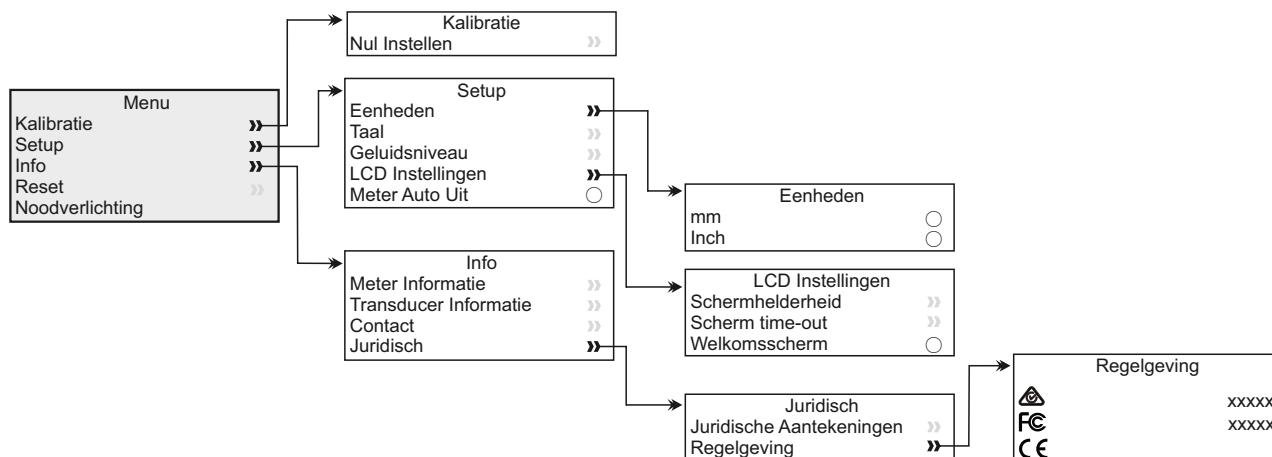 Kalibratie
Nul Instellen
Menu
Kalibratie
Setup
Info
Reset
Noodverlichting
Setup
Eenheden
Taal
Geluidsniveau
LCD Instellingen
Meter Auto Uit
Eenheden
mm
Inch
Info
Meter Informatie
Transducer Informatie
Contact
Juridisch
LCD Instellingen
Schermhelderheid
Scherm time-out
Welkomsscherm
Juridisch
Juridische Aantekeningen
Regelgeving
Regelgeving
xxxxx
FC xxxxx
CE